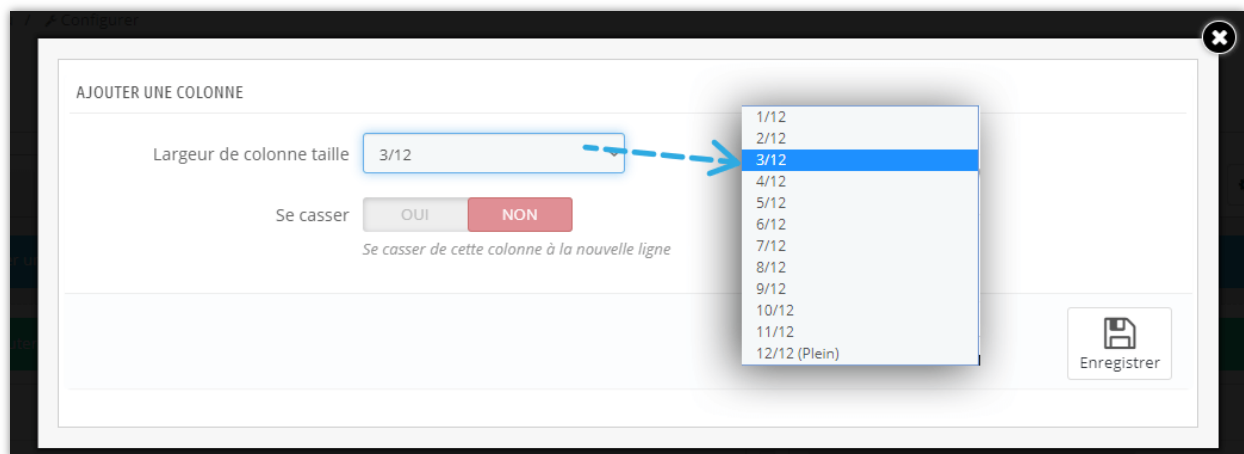 / Configurer
AJOUTER UNE COLONNE
Largeur de colonne taille
3/12
1/12
2/12
3/12
4/12
5/12
6/12
7/12
8/12
9/12
10/12
11/12
12/12 (Plein)
Se casser
OUI
NON
Se casser de cette colonne à la nouvelle ligne
Enregistrer